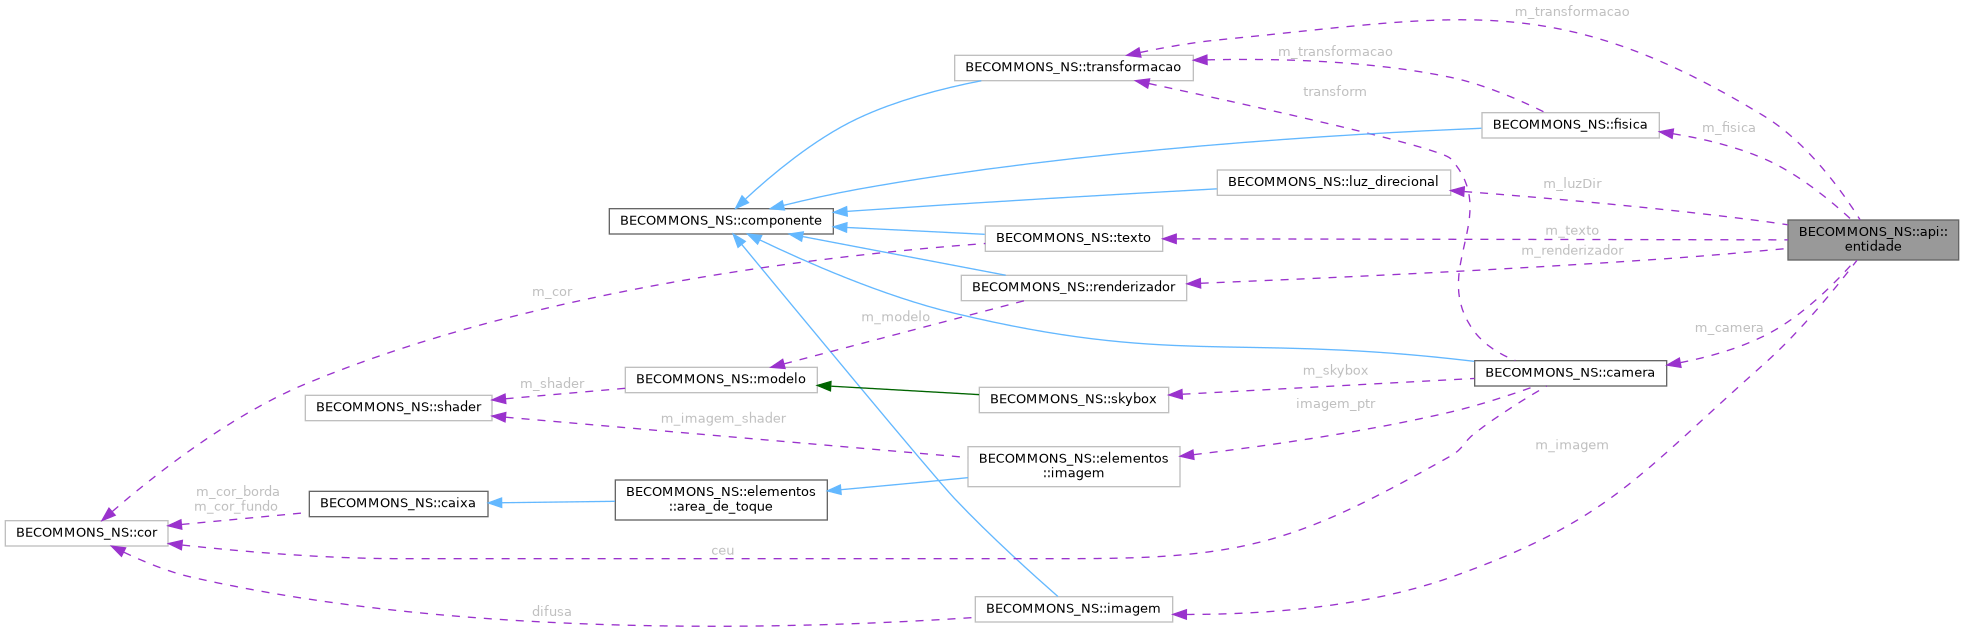 m_transformacao
m_transformacao
BECOMMONS_NS::transformacao
transform
BECOMMONS_NS::fisica
m_fisica
BECOMMONS_NS::luz_direcional
m_luzDir
BECOMMONS_NS::componente
BECOMMONS_NS::texto
m_texto
BECOMMONS_NS::api::
entidade
m_renderizador
BECOMMONS_NS::renderizador
m_cor
m_modelo
m_camera
BECOMMONS_NS::modelo
m_shader
BECOMMONS_NS::shader
m_skybox
BECOMMONS_NS::camera
BECOMMONS_NS::skybox
imagem_ptr
m_imagem_shader
m_imagem
BECOMMONS_NS::elementos
::imagem
BECOMMONS_NS::elementos
::area_de_toque
m_cor_borda
m_cor_fundo
BECOMMONS_NS::caixa
BECOMMONS_NS::cor
ceu
difusa
BECOMMONS_NS::imagem